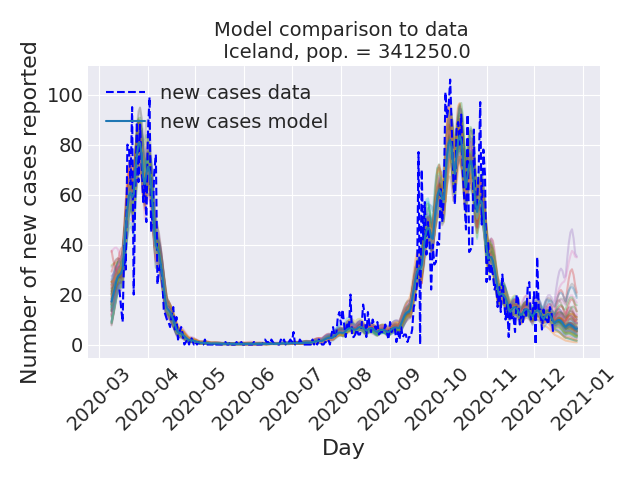 Model comparison to data
Iceland, pop. = 341250.0
Number of new cases reported
100
80
60
40
20
0
new cases data
new cases model
2020-03
2020-04
2020-05
2020-06
2020-07
2020-08
2020-09
2020-10
2020-11
2020-12
2021-01
Day